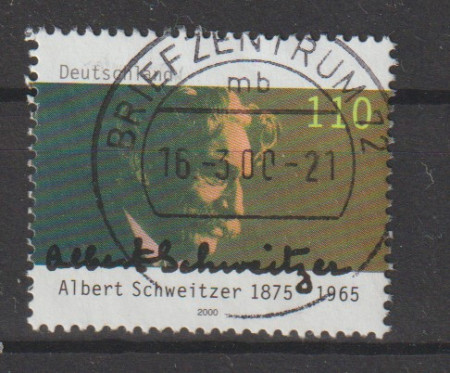 Deutschland
110
BRIEFZENTRUM 12
mb
16.-3.00-21
Albert Schweitzer
Albert Schweitzer 1875 1965
2000